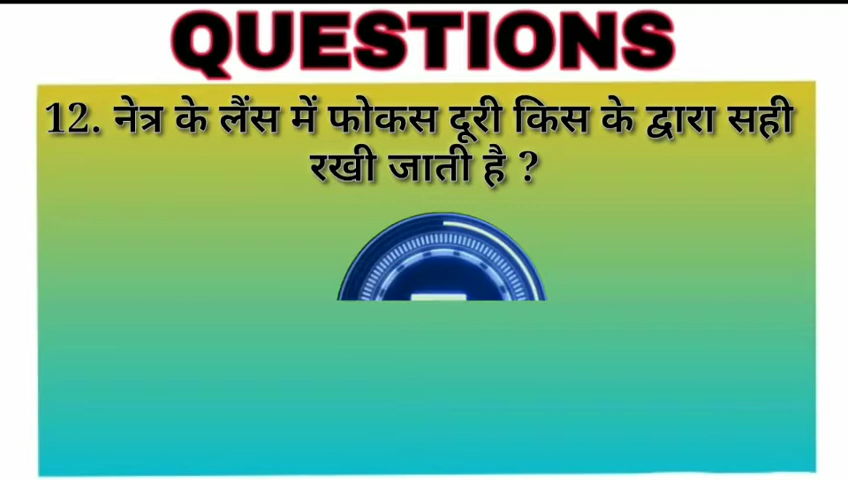 QUESTIONS
12. नेत्र के लैंस में फोकस दूरी किस के द्वारा सही
रखी जाती है ?